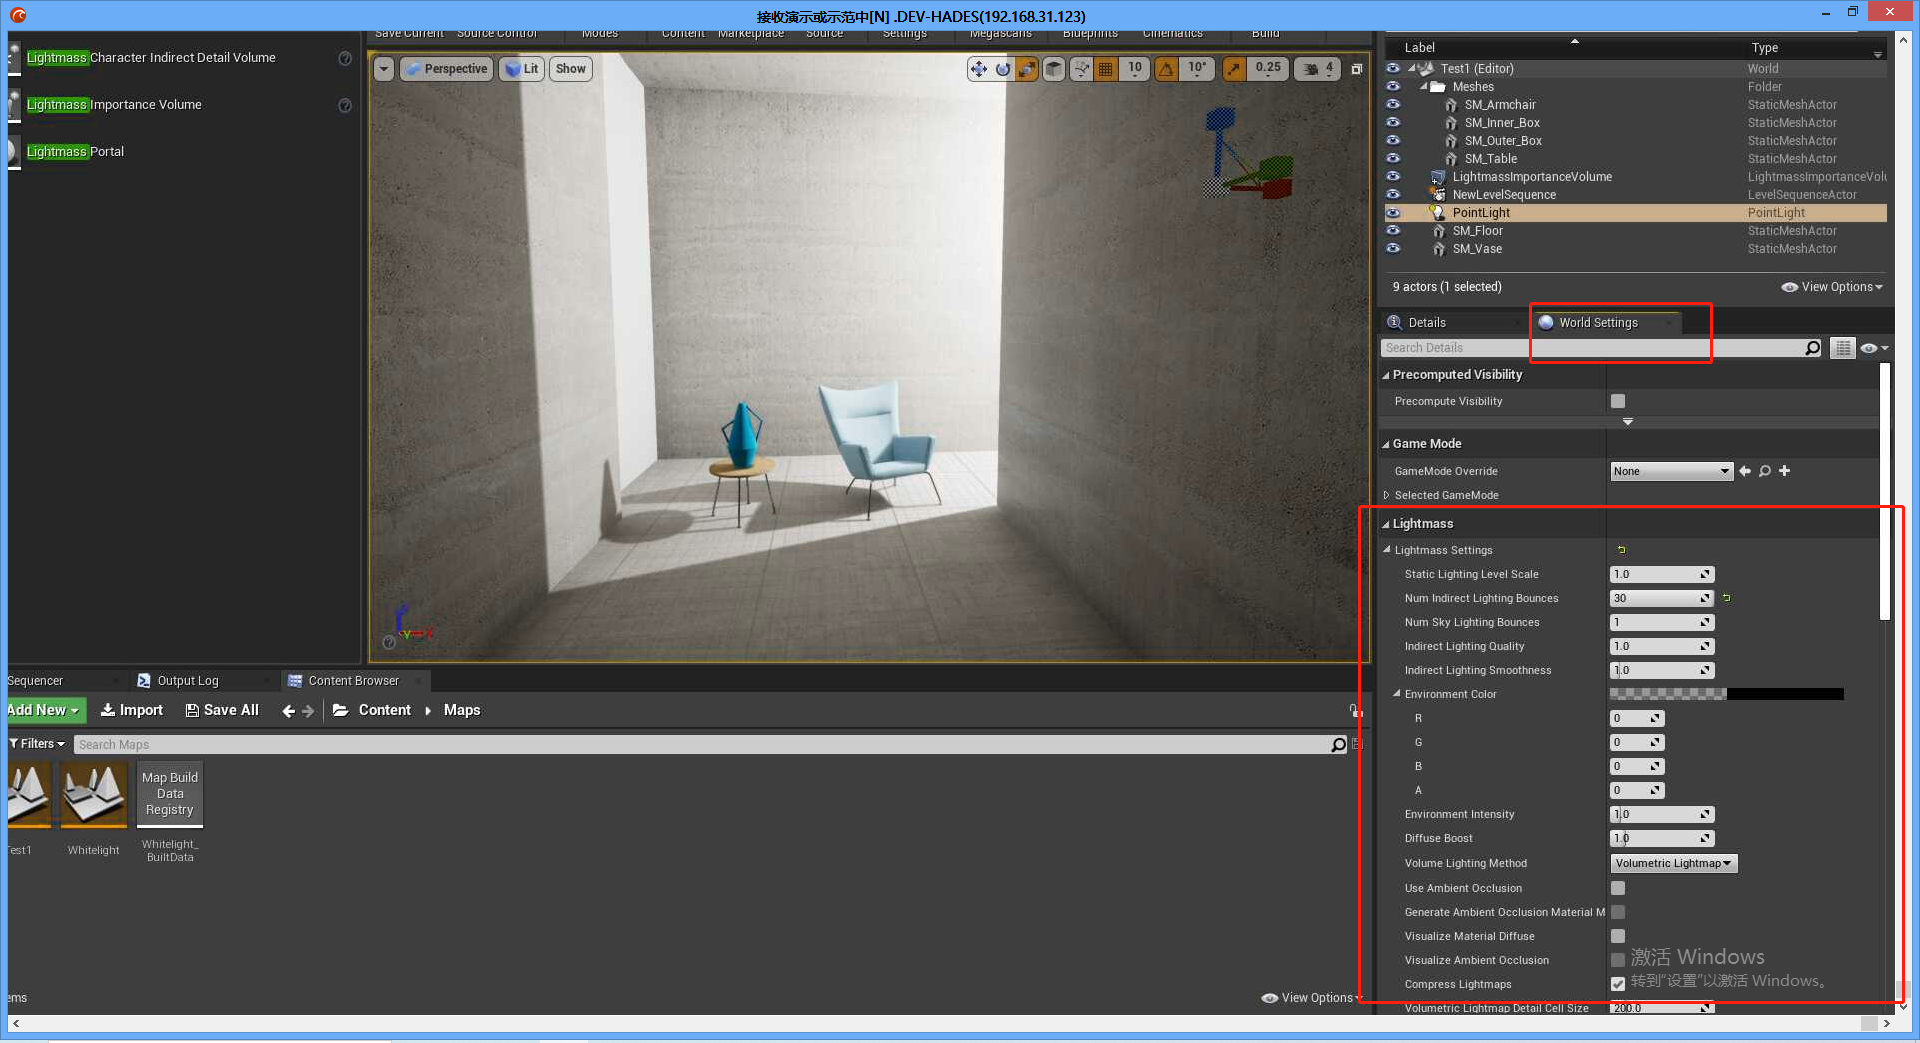 接收演示或示范中[N] .DEV-HADES(192.168.31.123)
Save Current Source Control Modes Content Marketplace Source Settings Megascans Blueprints Cinematics Build
Lightmass Character Indirect Detail Volume
Lightmass Importance Volume
Lightmass Portal
Perspective Lit Show 10 10° 0.25 4
Label Type
Test1 (Editor) World
Meshes Folder
SM_Armchair StaticMeshActor
SM_Inner_Box StaticMeshActor
SM_Outer_Box StaticMeshActor
SM_Table StaticMeshActor
LightmassImportanceVolume LightmassImportanceVolu
NewLevelSequence LevelSequenceActor
PointLight PointLight
SM_Floor StaticMeshActor
SM_Vase StaticMeshActor
9 actors (1 selected) View Options
Details World Settings
Search Details
Precomputed Visibility
Precompute Visibility
Game Mode
GameMode Override None
Selected GameMode
Lightmass
Lightmass Settings
Static Lighting Level Scale 1.0
Num Indirect Lighting Bounces 30
Num Sky Lighting Bounces 1
Indirect Lighting Quality 1.0
Indirect Lighting Smoothness 1.0
Environment Color
R 0
G 0
B 0
A 0
Environment Intensity 1.0
Diffuse Boost 1.0
Volume Lighting Method Volumetric Lightmap
Use Ambient Occlusion
Generate Ambient Occlusion Material M
Visualize Material Diffuse
Visualize Ambient Occlusion
Compress Lightmaps
Volumetric Lightmap Detail Cell Size 200.0
激活 Windows
转到"设置"以激活 Windows。
Sequencer Output Log Content Browser
Add New Import Save All Content Maps
Filters Search Maps
Map Build
Data
Registry
Test1 Whitelight Whitelight_
BuiltData
ems View Options